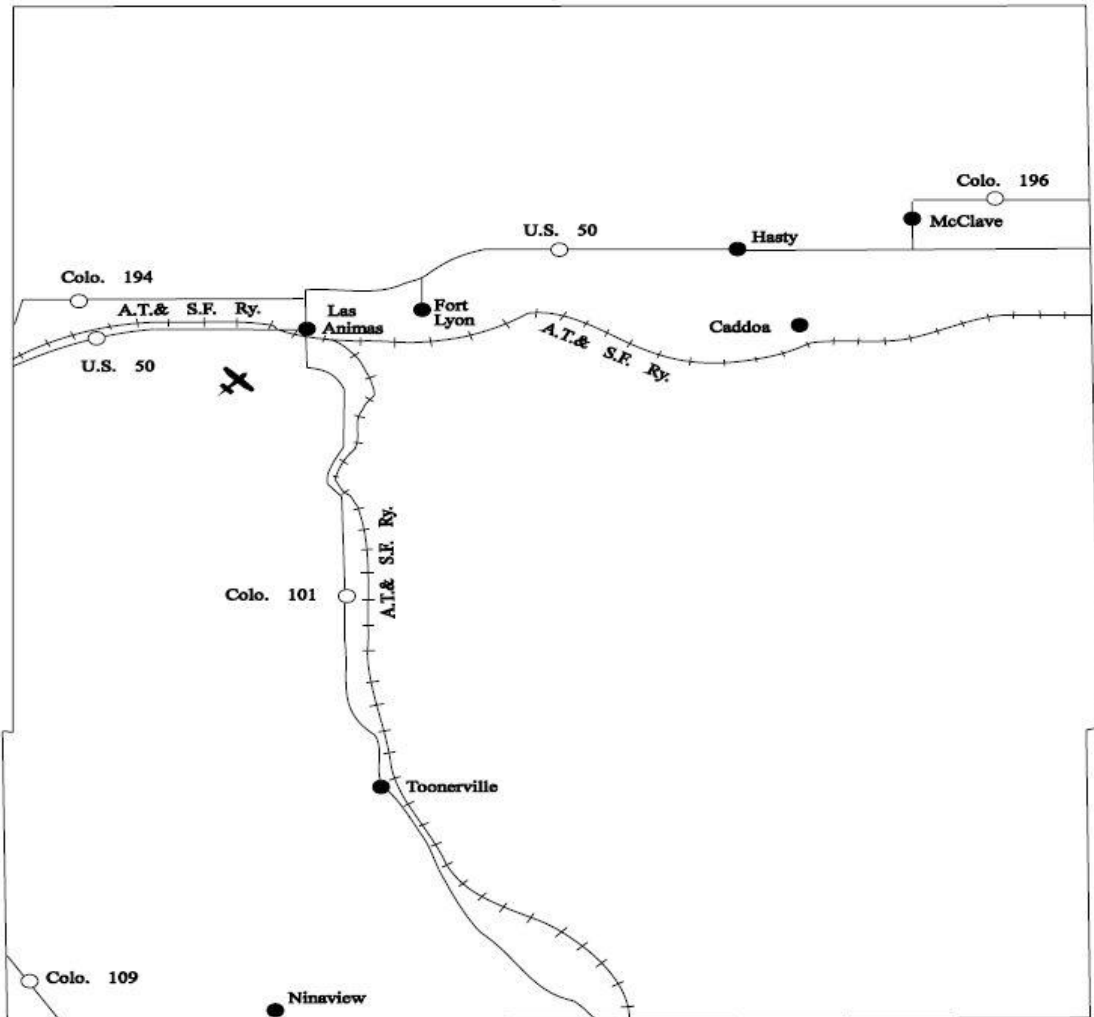 Colo. 196
McClave
U.S. 50
Hasty
Colo. 194
A.T.& S.F. Ry.
Las
Animas
Fort
Lyon
Caddoa
A.T.& S.F. Ry.
U.S. 50
A.T.& S.F. Ry.
Colo. 101
Toonerville
Colo. 109
Ninaview